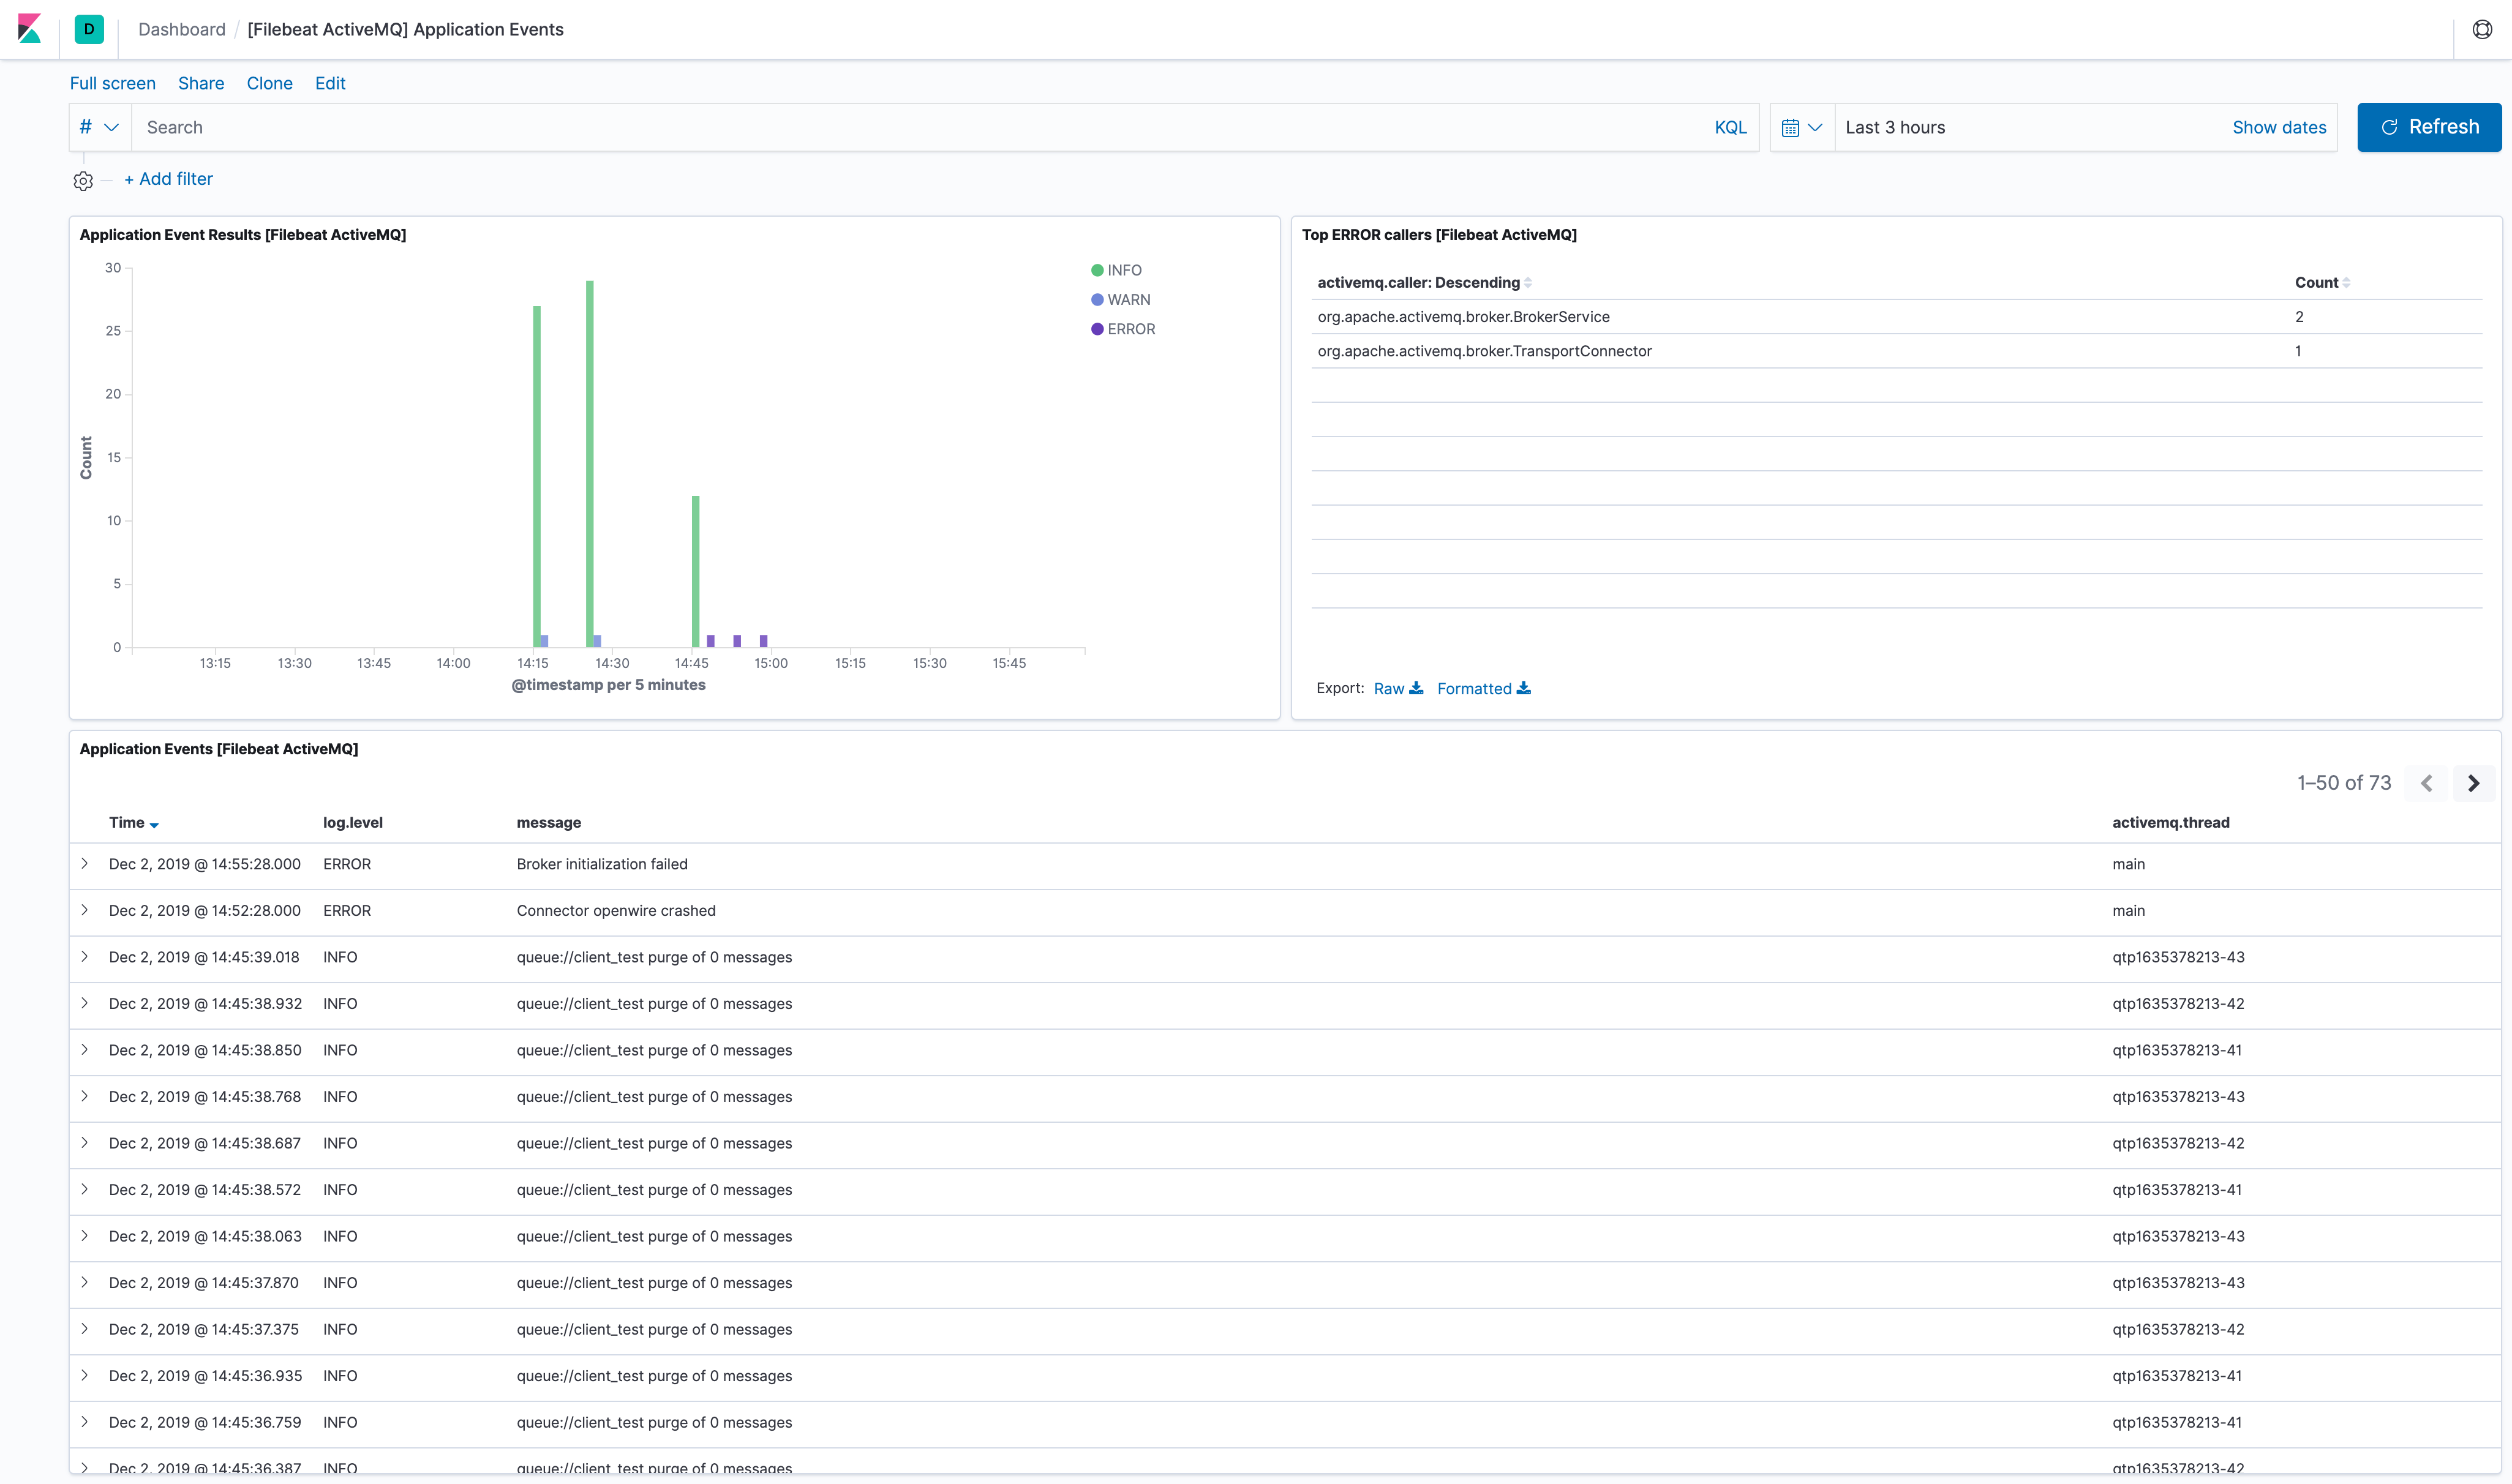 D Dashboard / [Filebeat ActiveMQ] Application Events
Full screen Share Clone Edit
# Search KQL Last 3 hours Show dates Refresh
+ Add filter
Application Event Results [Filebeat ActiveMQ]
30
25
20
15
10
5
0
Count
13:15 13:30 13:45 14:00 14:15 14:30 14:45 15:00 15:15 15:30 15:45
@timestamp per 5 minutes
INFO
WARN
ERROR
Top ERROR callers [Filebeat ActiveMQ]
activemq.caller: Descending Count
org.apache.activemq.broker.BrokerService 2
org.apache.activemq.broker.TransportConnector 1
Export: Raw Formatted
Application Events [Filebeat ActiveMQ]
1–50 of 73
Time log.level message activemq.thread
Dec 2, 2019 @ 14:55:28.000 ERROR Broker initialization failed main
Dec 2, 2019 @ 14:52:28.000 ERROR Connector openwire crashed main
Dec 2, 2019 @ 14:45:39.018 INFO queue://client_test purge of 0 messages qtp1635378213-43
Dec 2, 2019 @ 14:45:38.932 INFO queue://client_test purge of 0 messages qtp1635378213-42
Dec 2, 2019 @ 14:45:38.850 INFO queue://client_test purge of 0 messages qtp1635378213-41
Dec 2, 2019 @ 14:45:38.768 INFO queue://client_test purge of 0 messages qtp1635378213-43
Dec 2, 2019 @ 14:45:38.687 INFO queue://client_test purge of 0 messages qtp1635378213-42
Dec 2, 2019 @ 14:45:38.572 INFO queue://client_test purge of 0 messages qtp1635378213-41
Dec 2, 2019 @ 14:45:38.063 INFO queue://client_test purge of 0 messages qtp1635378213-43
Dec 2, 2019 @ 14:45:37.870 INFO queue://client_test purge of 0 messages qtp1635378213-43
Dec 2, 2019 @ 14:45:37.375 INFO queue://client_test purge of 0 messages qtp1635378213-42
Dec 2, 2019 @ 14:45:36.935 INFO queue://client_test purge of 0 messages qtp1635378213-41
Dec 2, 2019 @ 14:45:36.759 INFO queue://client_test purge of 0 messages qtp1635378213-41
Dec 2, 2019 @ 14:45:36.387 INFO queue://client_test purge of 0 messages qtp1635378213-42